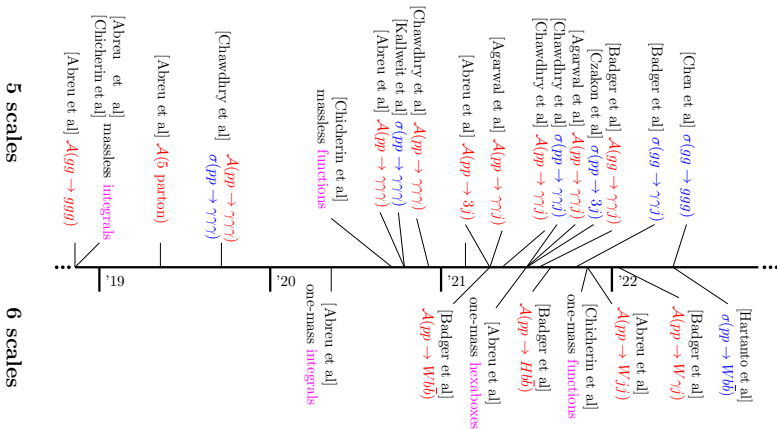 5 scales
[Abreu et al] 𝒜(gg → ggg)
[Abreu et al]
[Chicherin et al] massless integrals
[Abreu et al] 𝒜(5 parton)
[Chawdhry et al] 𝒜(pp → γγγ)
σ(pp → γγγ)
[Chicherin et al]
massless functions
[Abreu et al] 𝒜(pp → γγγ)
[Kallweit et al] σ(pp → γγγ)
[Chawdhry et al] 𝒜(pp → γγγ)
[Abreu et al] 𝒜(pp → 3j)
[Agarwal et al] 𝒜(pp → γγj)
[Chawdhry et al] 𝒜(pp → γγj)
[Chawdhry et al] σ(pp → γγj)
[Agarwal et al] 𝒜(pp → γγj)
[Czakon et al] σ(pp → 3j)
[Badger et al] 𝒜(gg → γγj)
[Badger et al] σ(gg → γγj)
[Chen et al] σ(gg → ggg)
'19
'20
'21
'22
6 scales
[Abreu et al]
one-mass integrals
[Badger et al]
𝒜(pp → Wbb̄)
[Abreu et al]
one-mass hexaboxes
[Badger et al]
𝒜(pp → Hbb̄)
[Chicherin et al]
one-mass functions
[Abreu et al]
𝒜(pp → Wjj)
[Badger et al]
𝒜(pp → Wγj)
[Hartanto et al]
σ(pp → Wbb̄)